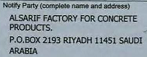 Notify Party (complete name and address)
ALSARIF FACTORY FOR CONCRETE
PRODUCTS.
P.O.BOX 2193 RIYADH 11451 SAUDI
ARABIA